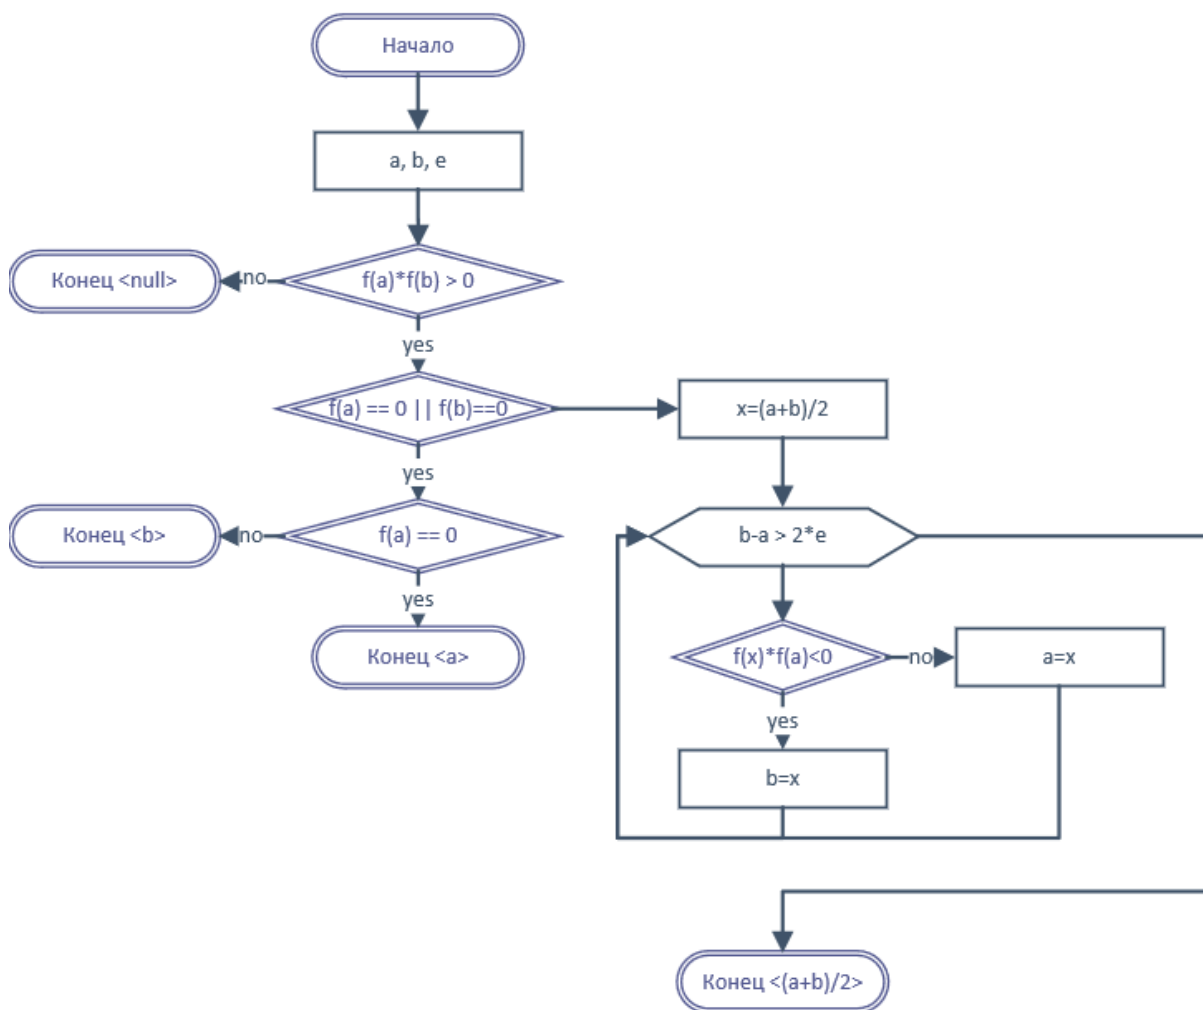 Начало
a, b, e
Конец <null>
no
f(a)*f(b) > 0
yes
f(a) == 0 || f(b)==0
x=(a+b)/2
yes
Конец <b>
no
f(a) == 0
b-a > 2*e
yes
Конец <a>
f(x)*f(a)<0
no
a=x
yes
b=x
Конец <(a+b)/2>